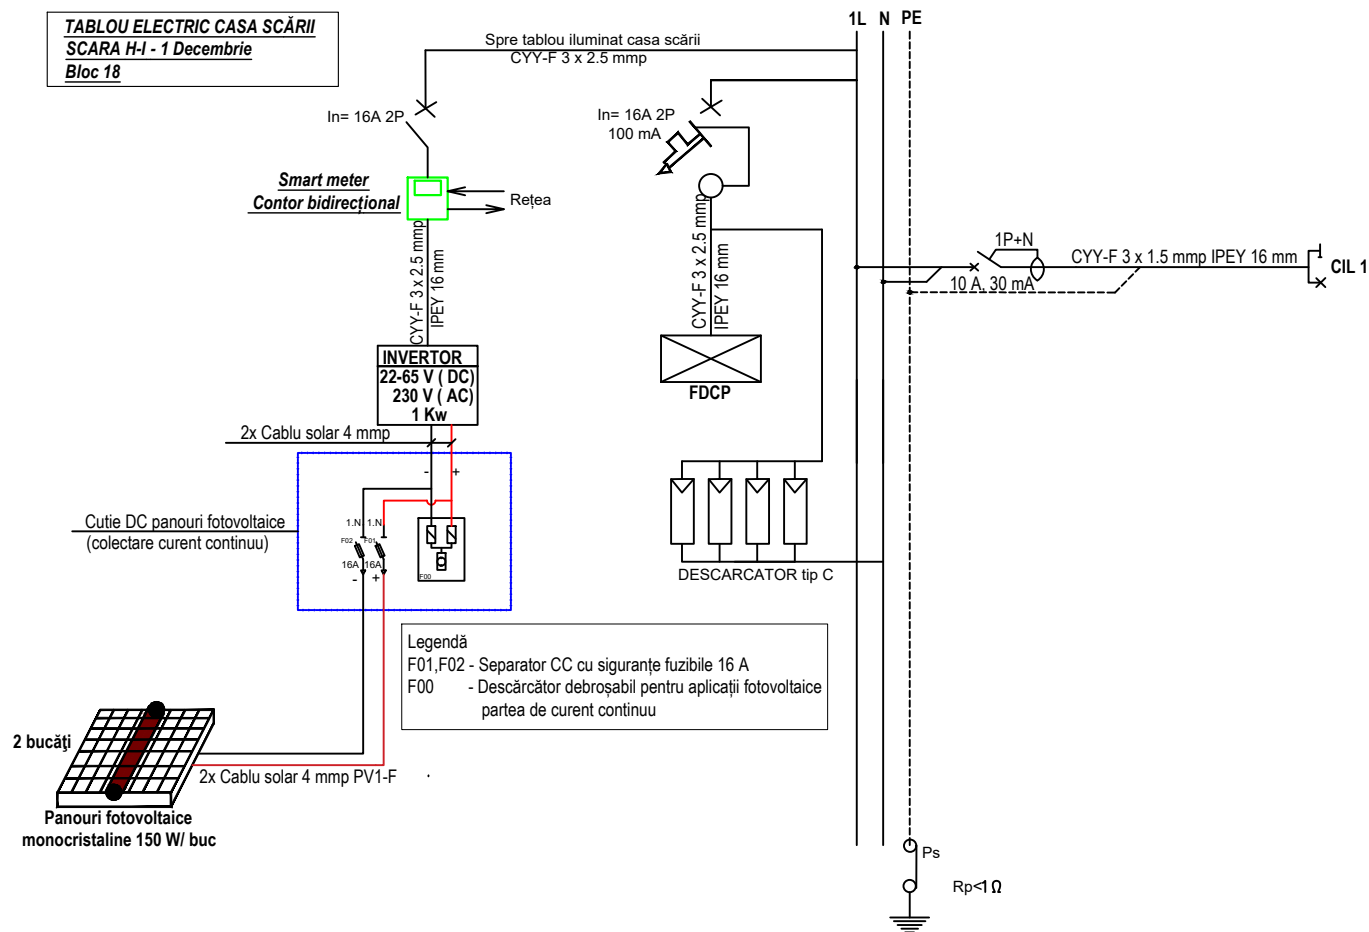 TABLOU ELECTRIC CASA SCĂRII
SCARA H-I - 1 Decembrie
Bloc 18
1L N PE
Spre tablou iluminat casa scării
CYY-F 3 x 2.5 mmp
In= 16A 2P
In= 16A 2P
100 mA
Smart meter
Contor bidirecțional
Rețea
CYY-F 3 x 2.5 mmp
IPEY 16 mm
CYY-F 3 x 2.5 mmp
IPEY 16 mm
1P+N
CYY-F 3 x 1.5 mmp IPEY 16 mm
CIL 1
10 A, 30 mA
INVERTOR
22-65 V ( DC)
230 V ( AC)
1 Kw
FDCP
2x Cablu solar 4 mmp
- +
Cutie DC panouri fotovoltaice
(colectare curent continuu)
1.N 1.N
F02 F01
16A 16A
- +
F00
DESCARCATOR tip C
Legendă
F01,F02 - Separator CC cu siguranțe fuzibile 16 A
F00 - Descărcător debroșabil pentru aplicații fotovoltaice
partea de curent continuu
2 bucăţi
2x Cablu solar 4 mmp PV1-F
Panouri fotovoltaice
monocristaline 150 W/ buc
Ps
Rp<1Ω